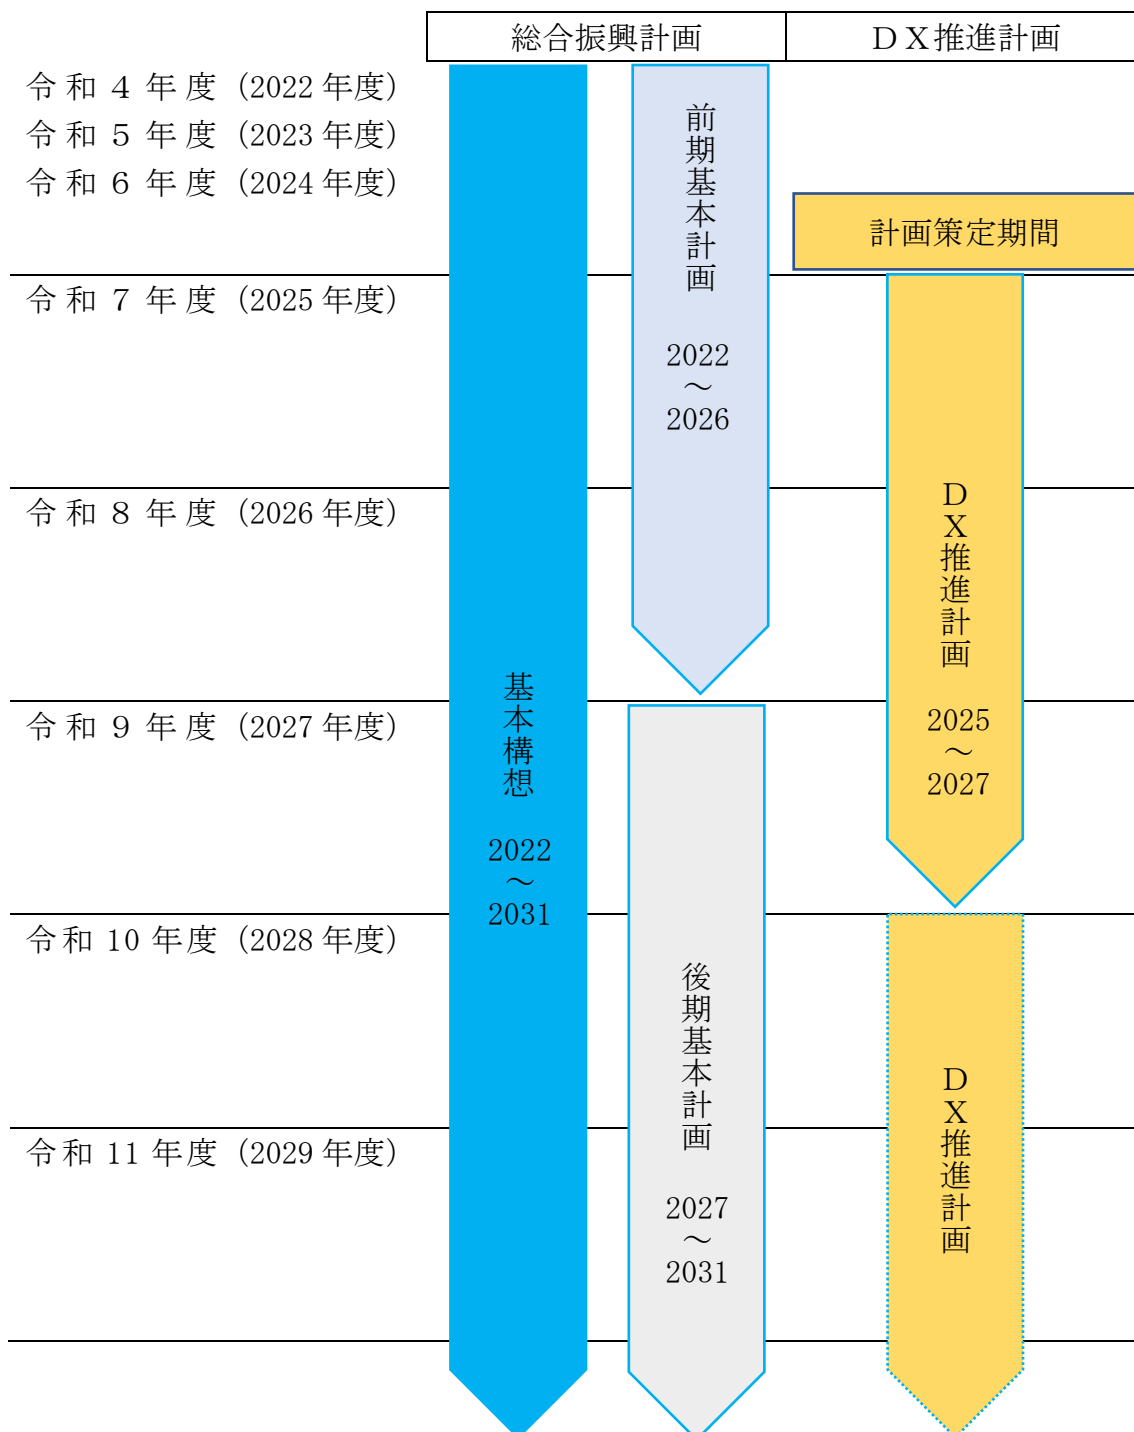 総合振興計画
ＤＸ推進計画
令和４年度（2022年度）
令和５年度（2023年度）
令和６年度（2024年度）
計画策定期間
令和７年度（2025年度）
令和８年度（2026年度）
令和９年度（2027年度）
令和10年度（2028年度）
令和11年度（2029年度）
基本構想
2022
～
2031
前期基本計画
2022
～
2026
後期基本計画
2027
～
2031
ＤＸ推進計画
2025
～
2027
ＤＸ推進計画